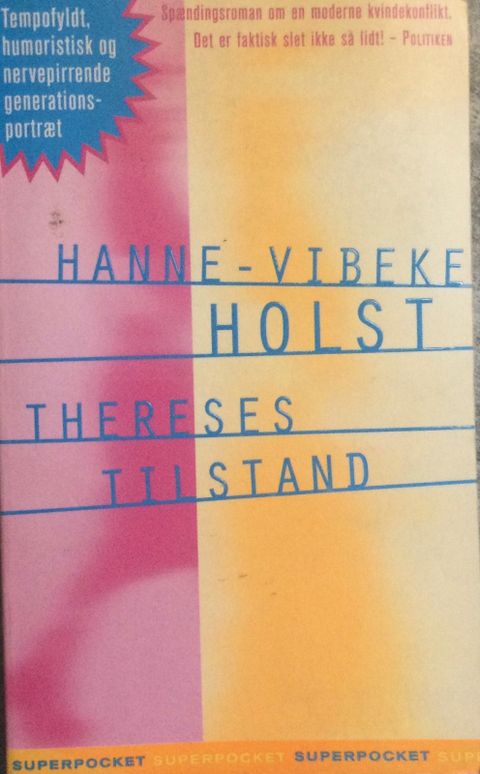 Tempofyldt,
humoristisk og
nervepirrende
generations-
portræt
Spændingsroman om en moderne kvindekonflikt.
Det er faktisk slet ikke så lidt! – POLITIKEN
HANNE-VIBEKE
HOLST
THERESES
TILSTAND
SUPERPOCKET SUPERPOCKET SUPERPOCKET SUP